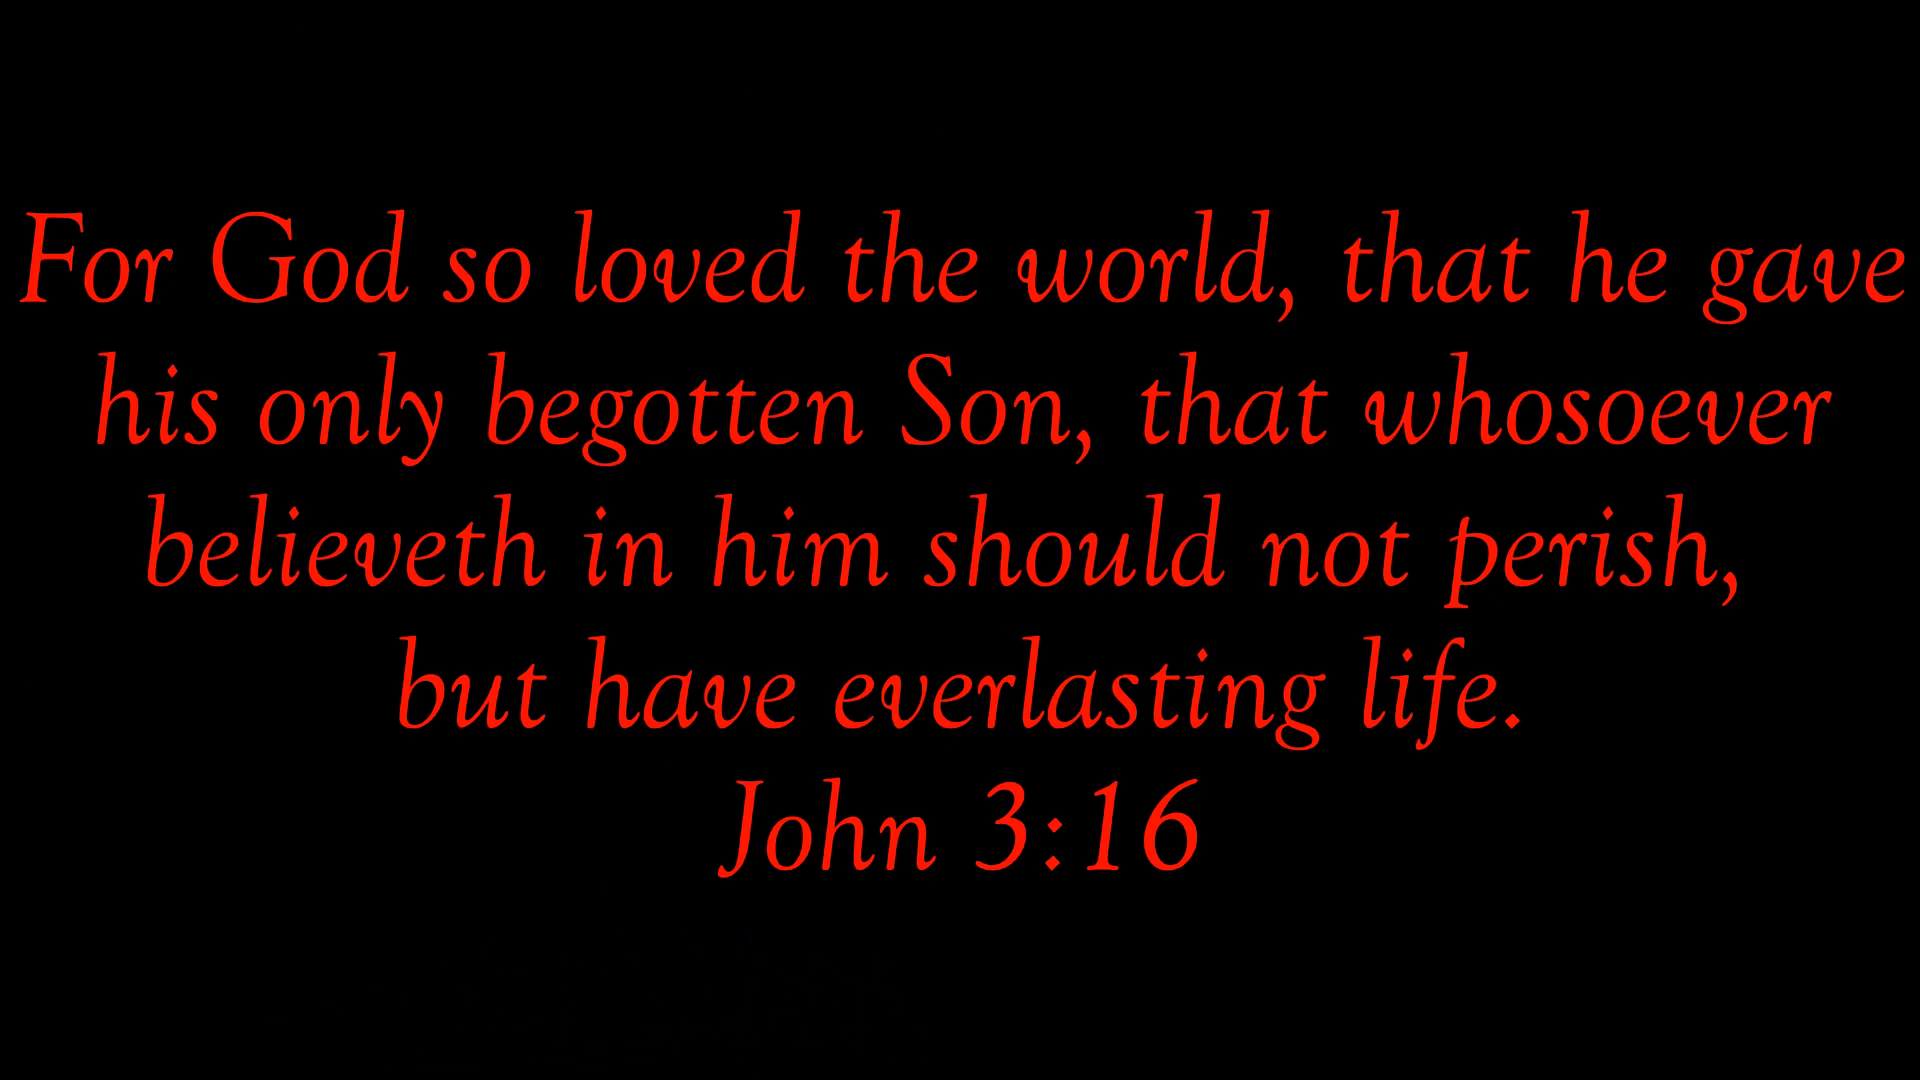 For God so loved the world, that he gave
his only begotten Son, that whosoever
believeth in him should not perish,
but have everlasting life.
John 3:16